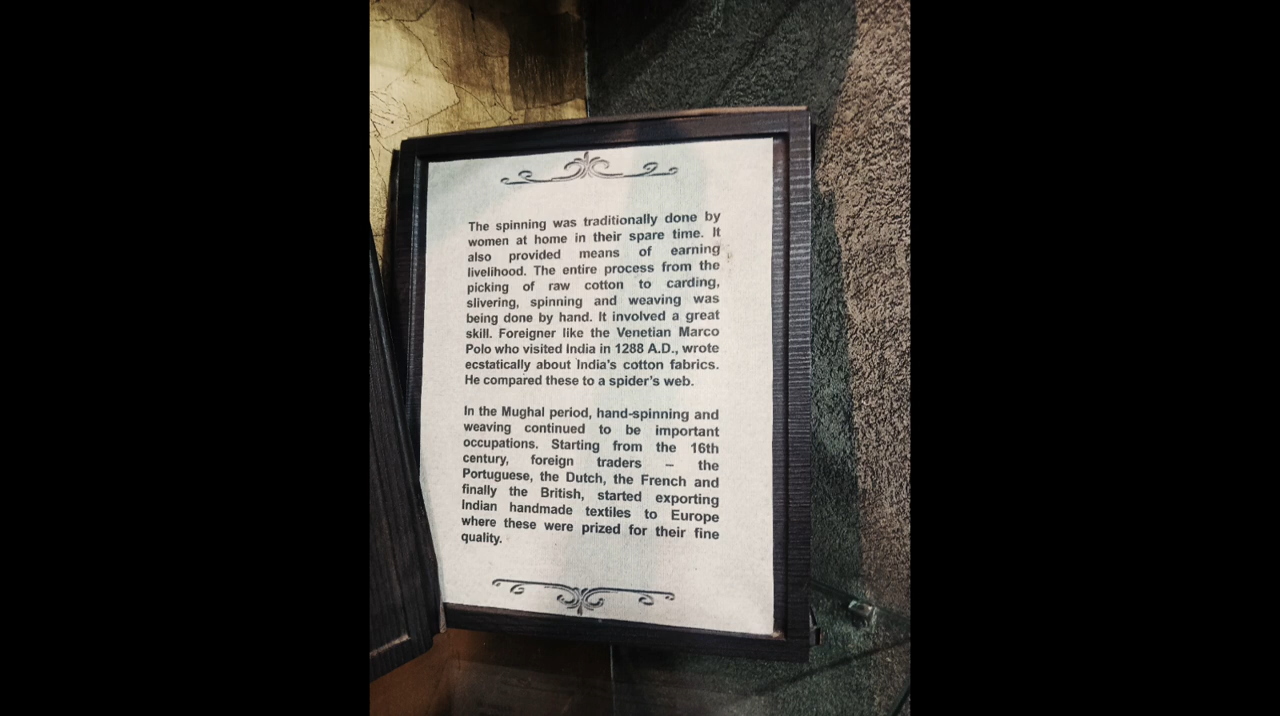 The spinning was traditionally done by
women at home in their spare time. It
also provided means of earning
livelihood. The entire process from the
picking of raw cotton to carding,
slivering, spinning and weaving was
being done by hand. It involved a great
skill. Foreigner like the Venetian Marco
Polo who visited India in 1288 A.D., wrote
ecstatically about India's cotton fabrics.
He compared these to a spider's web.
In the Mughal period, hand-spinning and
weaving continued to be important
occupations. Starting from the 16th
century, foreign traders – the
Portuguese, the Dutch, the French and
finally the British, started exporting
Indian handmade textiles to Europe
where these were prized for their fine
quality.